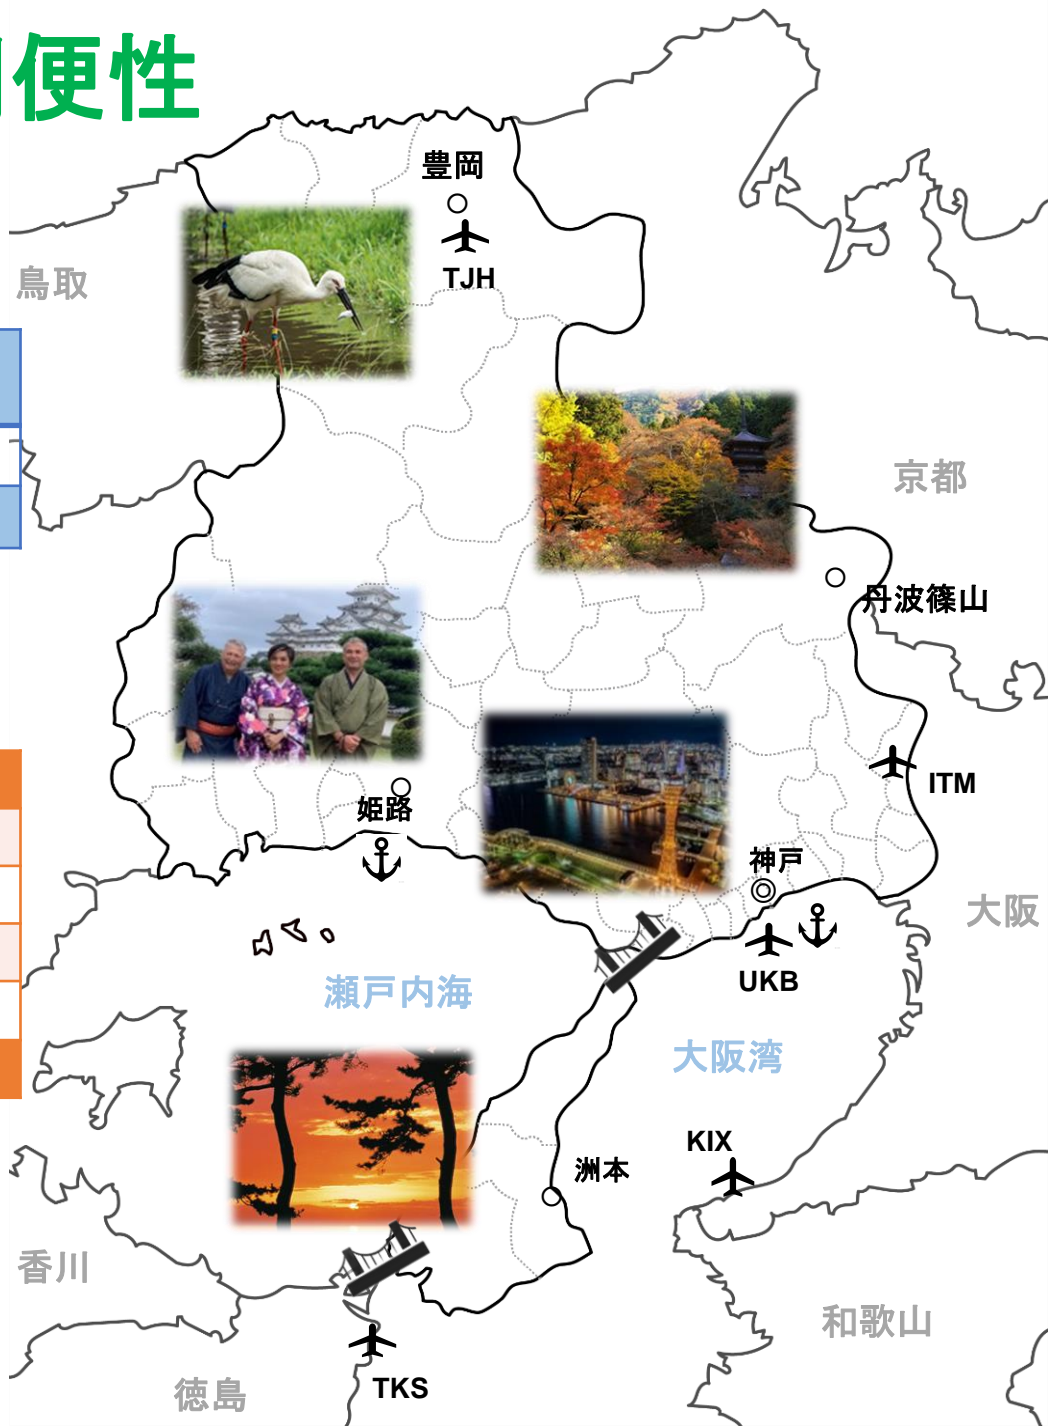 便性
豊岡
TJH
鳥取
京都
丹波篠山
ITM
姫路
神戸
大阪
UKB
瀬戸内海
大阪湾
KIX
洲本
香川
和歌山
TKS
徳島